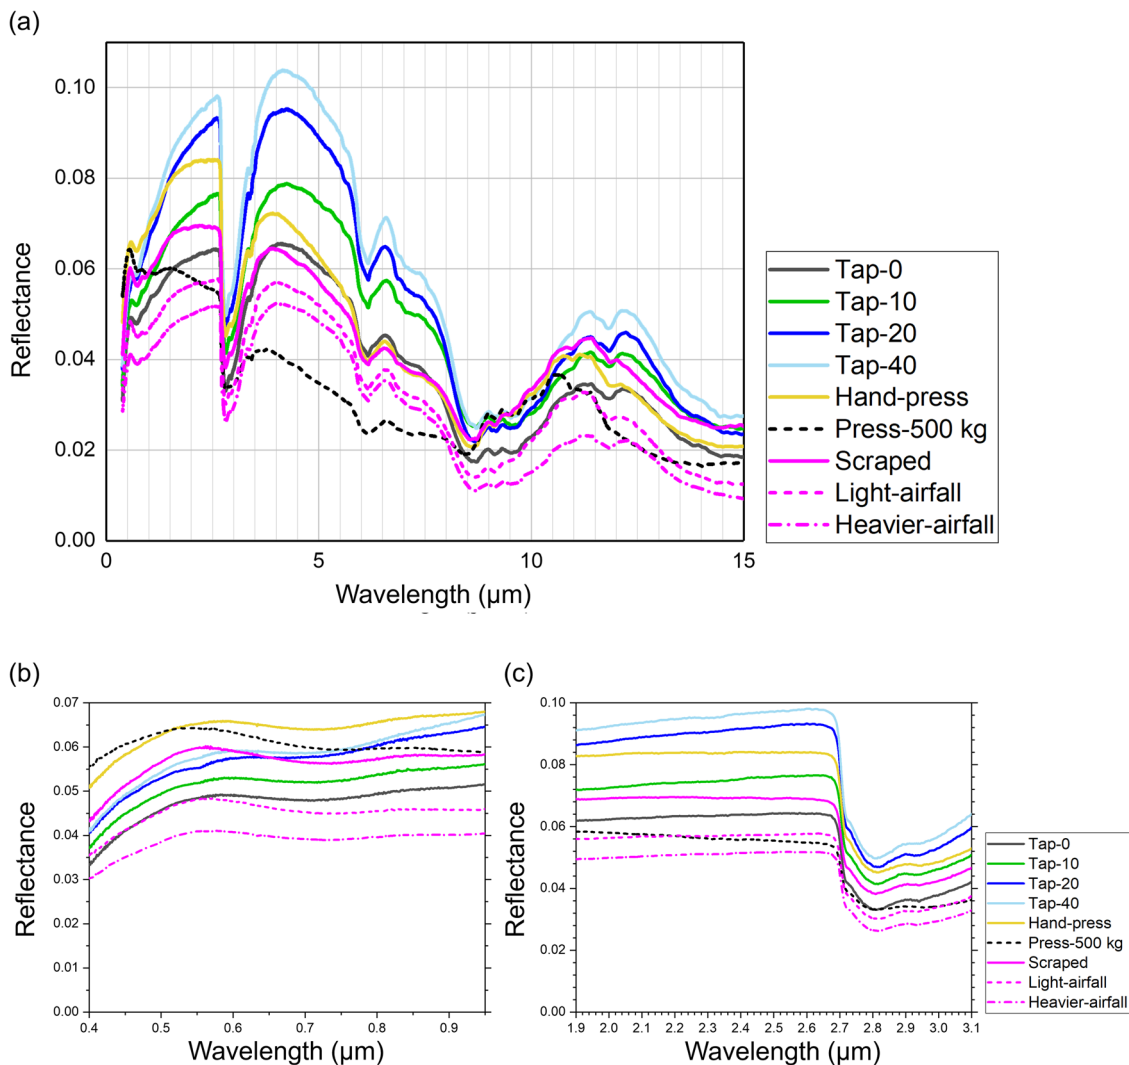 (a)
0.10
0.08
0.06
0.04
0.02
0.00
Reflectance
0
5
10
15
Wavelength (µm)
Tap-0
Tap-10
Tap-20
Tap-40
Hand-press
Press-500 kg
Scraped
Light-airfall
Heavier-airfall
(b)
0.07
0.06
0.05
0.04
0.03
0.02
0.01
0.00
Reflectance
0.4
0.5
0.6
0.7
0.8
0.9
Wavelength (µm)
(c)
0.10
0.08
0.06
0.04
0.02
0.00
Reflectance
1.9
2.0
2.1
2.2
2.3
2.4
2.5
2.6
2.7
2.8
2.9
3.0
3.1
Wavelength (µm)
Tap-0
Tap-10
Tap-20
Tap-40
Hand-press
Press-500 kg
Scraped
Light-airfall
Heavier-airfall